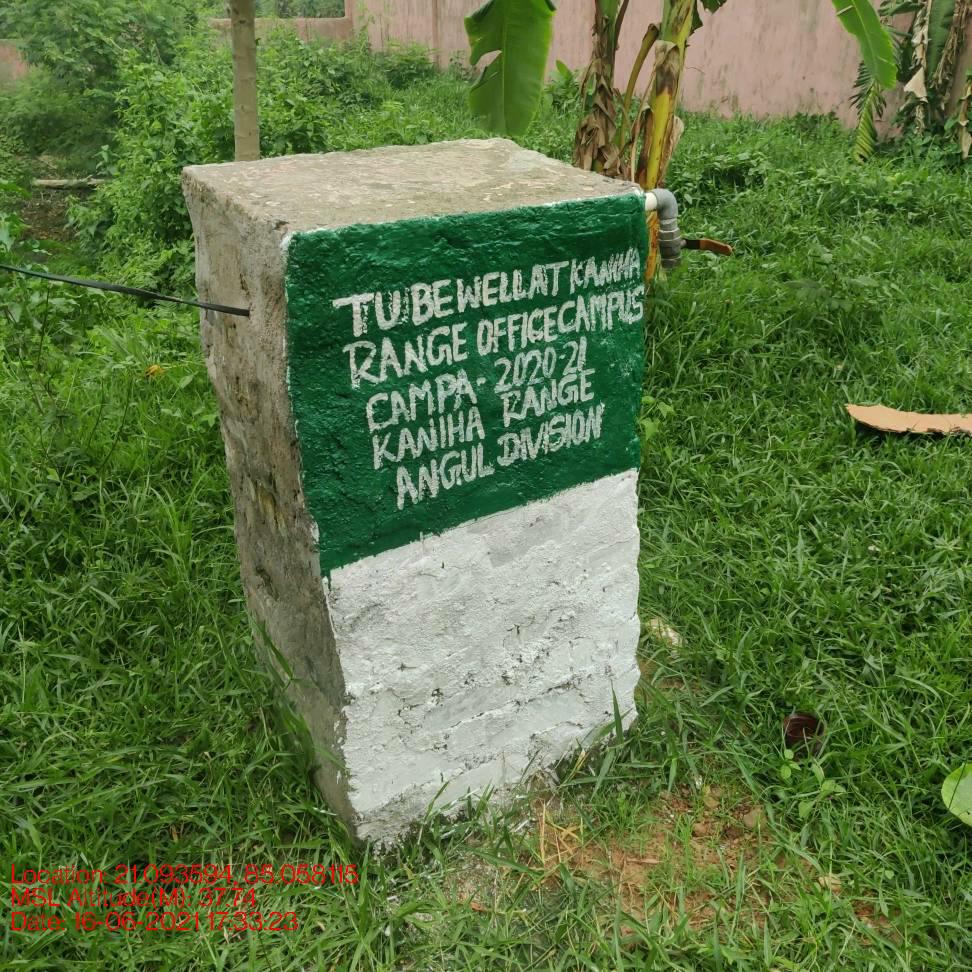 TUBEWELL AT KANIHA
RANGE OFFICE CAMPUS
CAMPA- 2020-21
KANIHA RANGE
ANGUL DIVISION
Location: 21.093594, 85.058115
MSL Altitude(M): 37.74
Date: 16-06-2021 17:33:23